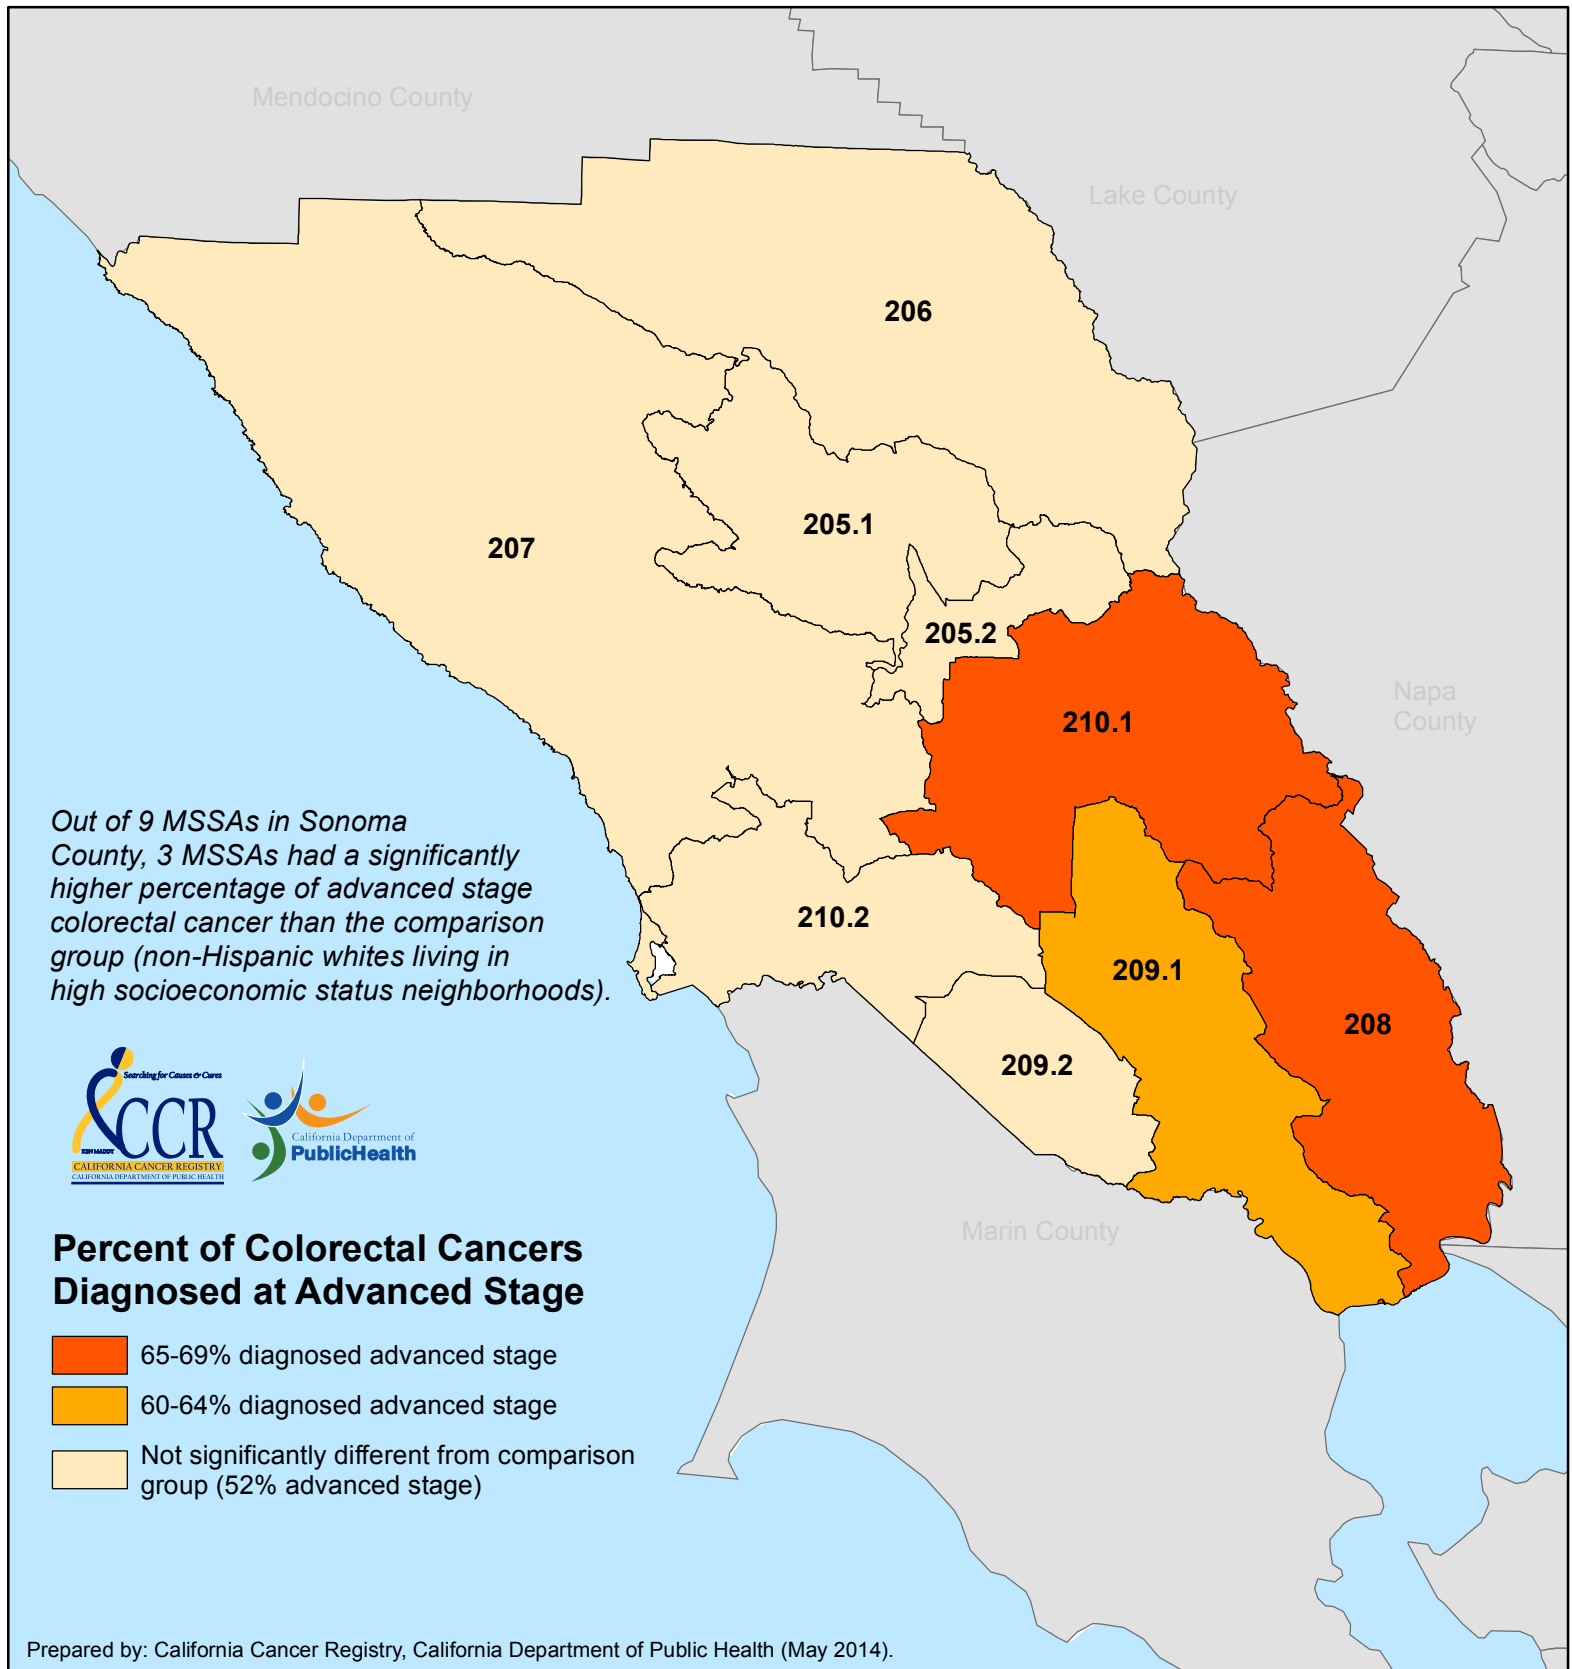 Mendocino County
Lake County
206
205.1
207
205.2
Napa
County
210.1
Out of 9 MSSAs in Sonoma
County, 3 MSSAs had a significantly
higher percentage of advanced stage
colorectal cancer than the comparison
group (non-Hispanic whites living in
high socioeconomic status neighborhoods).
210.2
209.1
208
209.2
Searching for Causes & Cures
CCR
KEN MADDY
CALIFORNIA CANCER REGISTRY
CALIFORNIA DEPARTMENT OF PUBLIC HEALTH
California Department of
PublicHealth
Marin County
Percent of Colorectal Cancers
Diagnosed at Advanced Stage
65-69% diagnosed advanced stage
60-64% diagnosed advanced stage
Not significantly different from comparison
group (52% advanced stage)
Prepared by: California Cancer Registry, California Department of Public Health (May 2014).